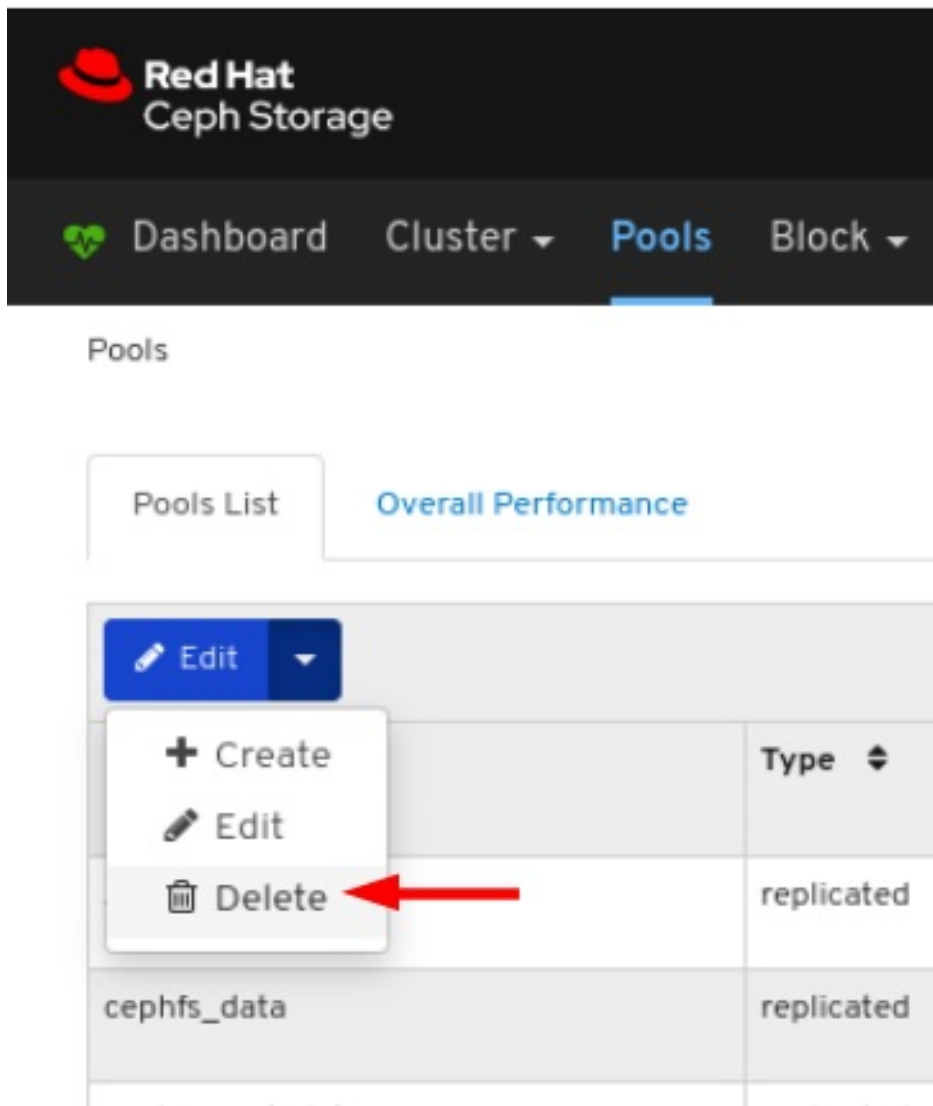 Red Hat
Ceph Storage
Dashboard Cluster Pools Block
Pools
Pools List Overall Performance
Edit
Create
Type
Edit
Delete
replicated
cephfs_data replicated